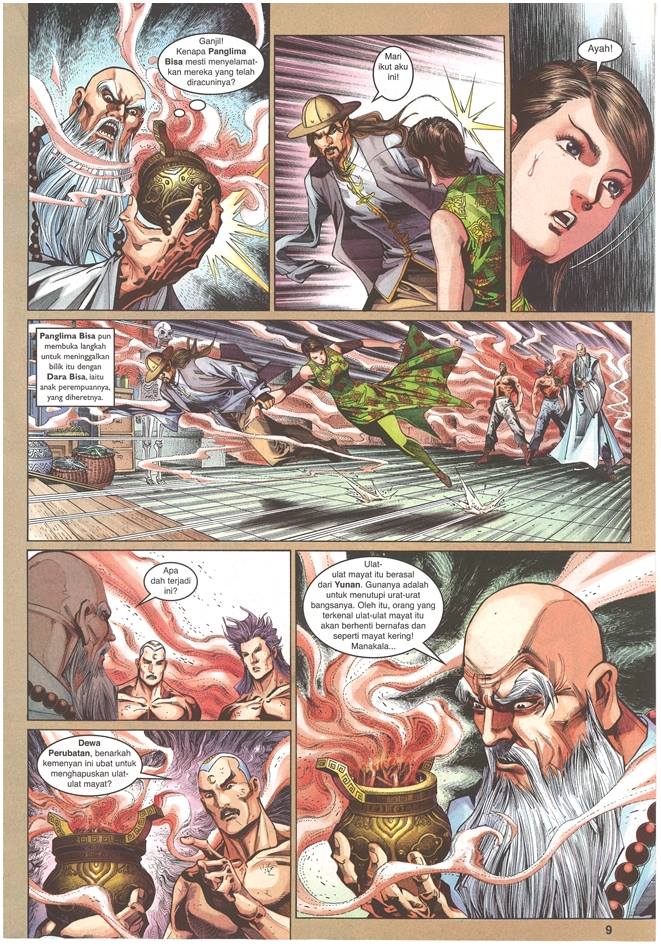 Ganjil!
Kenapa Panglima
Bisa mesti menyelamat-
kan mereka yang telah
diracuninya?
Mari
ikut aku
ini!
Ayah!
Panglima Bisa pun
membuka langkah
untuk meninggalkan
bilik itu dengan
Dara Bisa, iaitu
anak perempuannya,
yang diheretnya.
Apa
dah terjadi
ini?
Ulat-
ulat mayat itu berasal
dari Yunan. Gunanya adalah
untuk menutupi urat-urat
bangsanya. Oleh itu, orang yang
terkenal ulat-ulat mayat itu
akan berhenti bernafas dan
seperti mayat kering!
Manakala...
Dewa
Perubatan, benarkah
kemenyan ini ubat untuk
menghapuskan ulat-
ulat mayat?
9